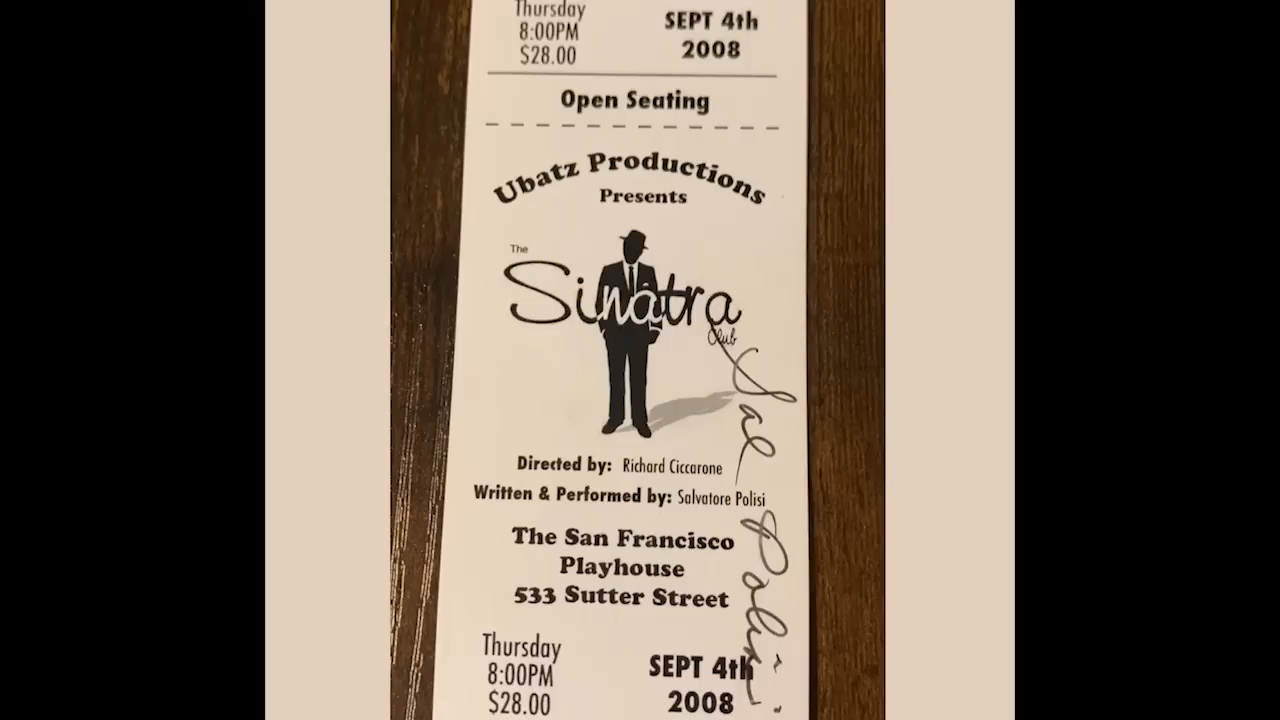 Thursday
8:00PM
$28.00
SEPT 4th
2008
Open Seating
Ubatz Productions
Presents
The
Sinatra
Club
Sal Polisi
Directed by: Richard Ciccarone
Written & Performed by: Salvatore Polisi
The San Francisco
Playhouse
533 Sutter Street
Thursday
8:00PM
$28.00
SEPT 4th
2008